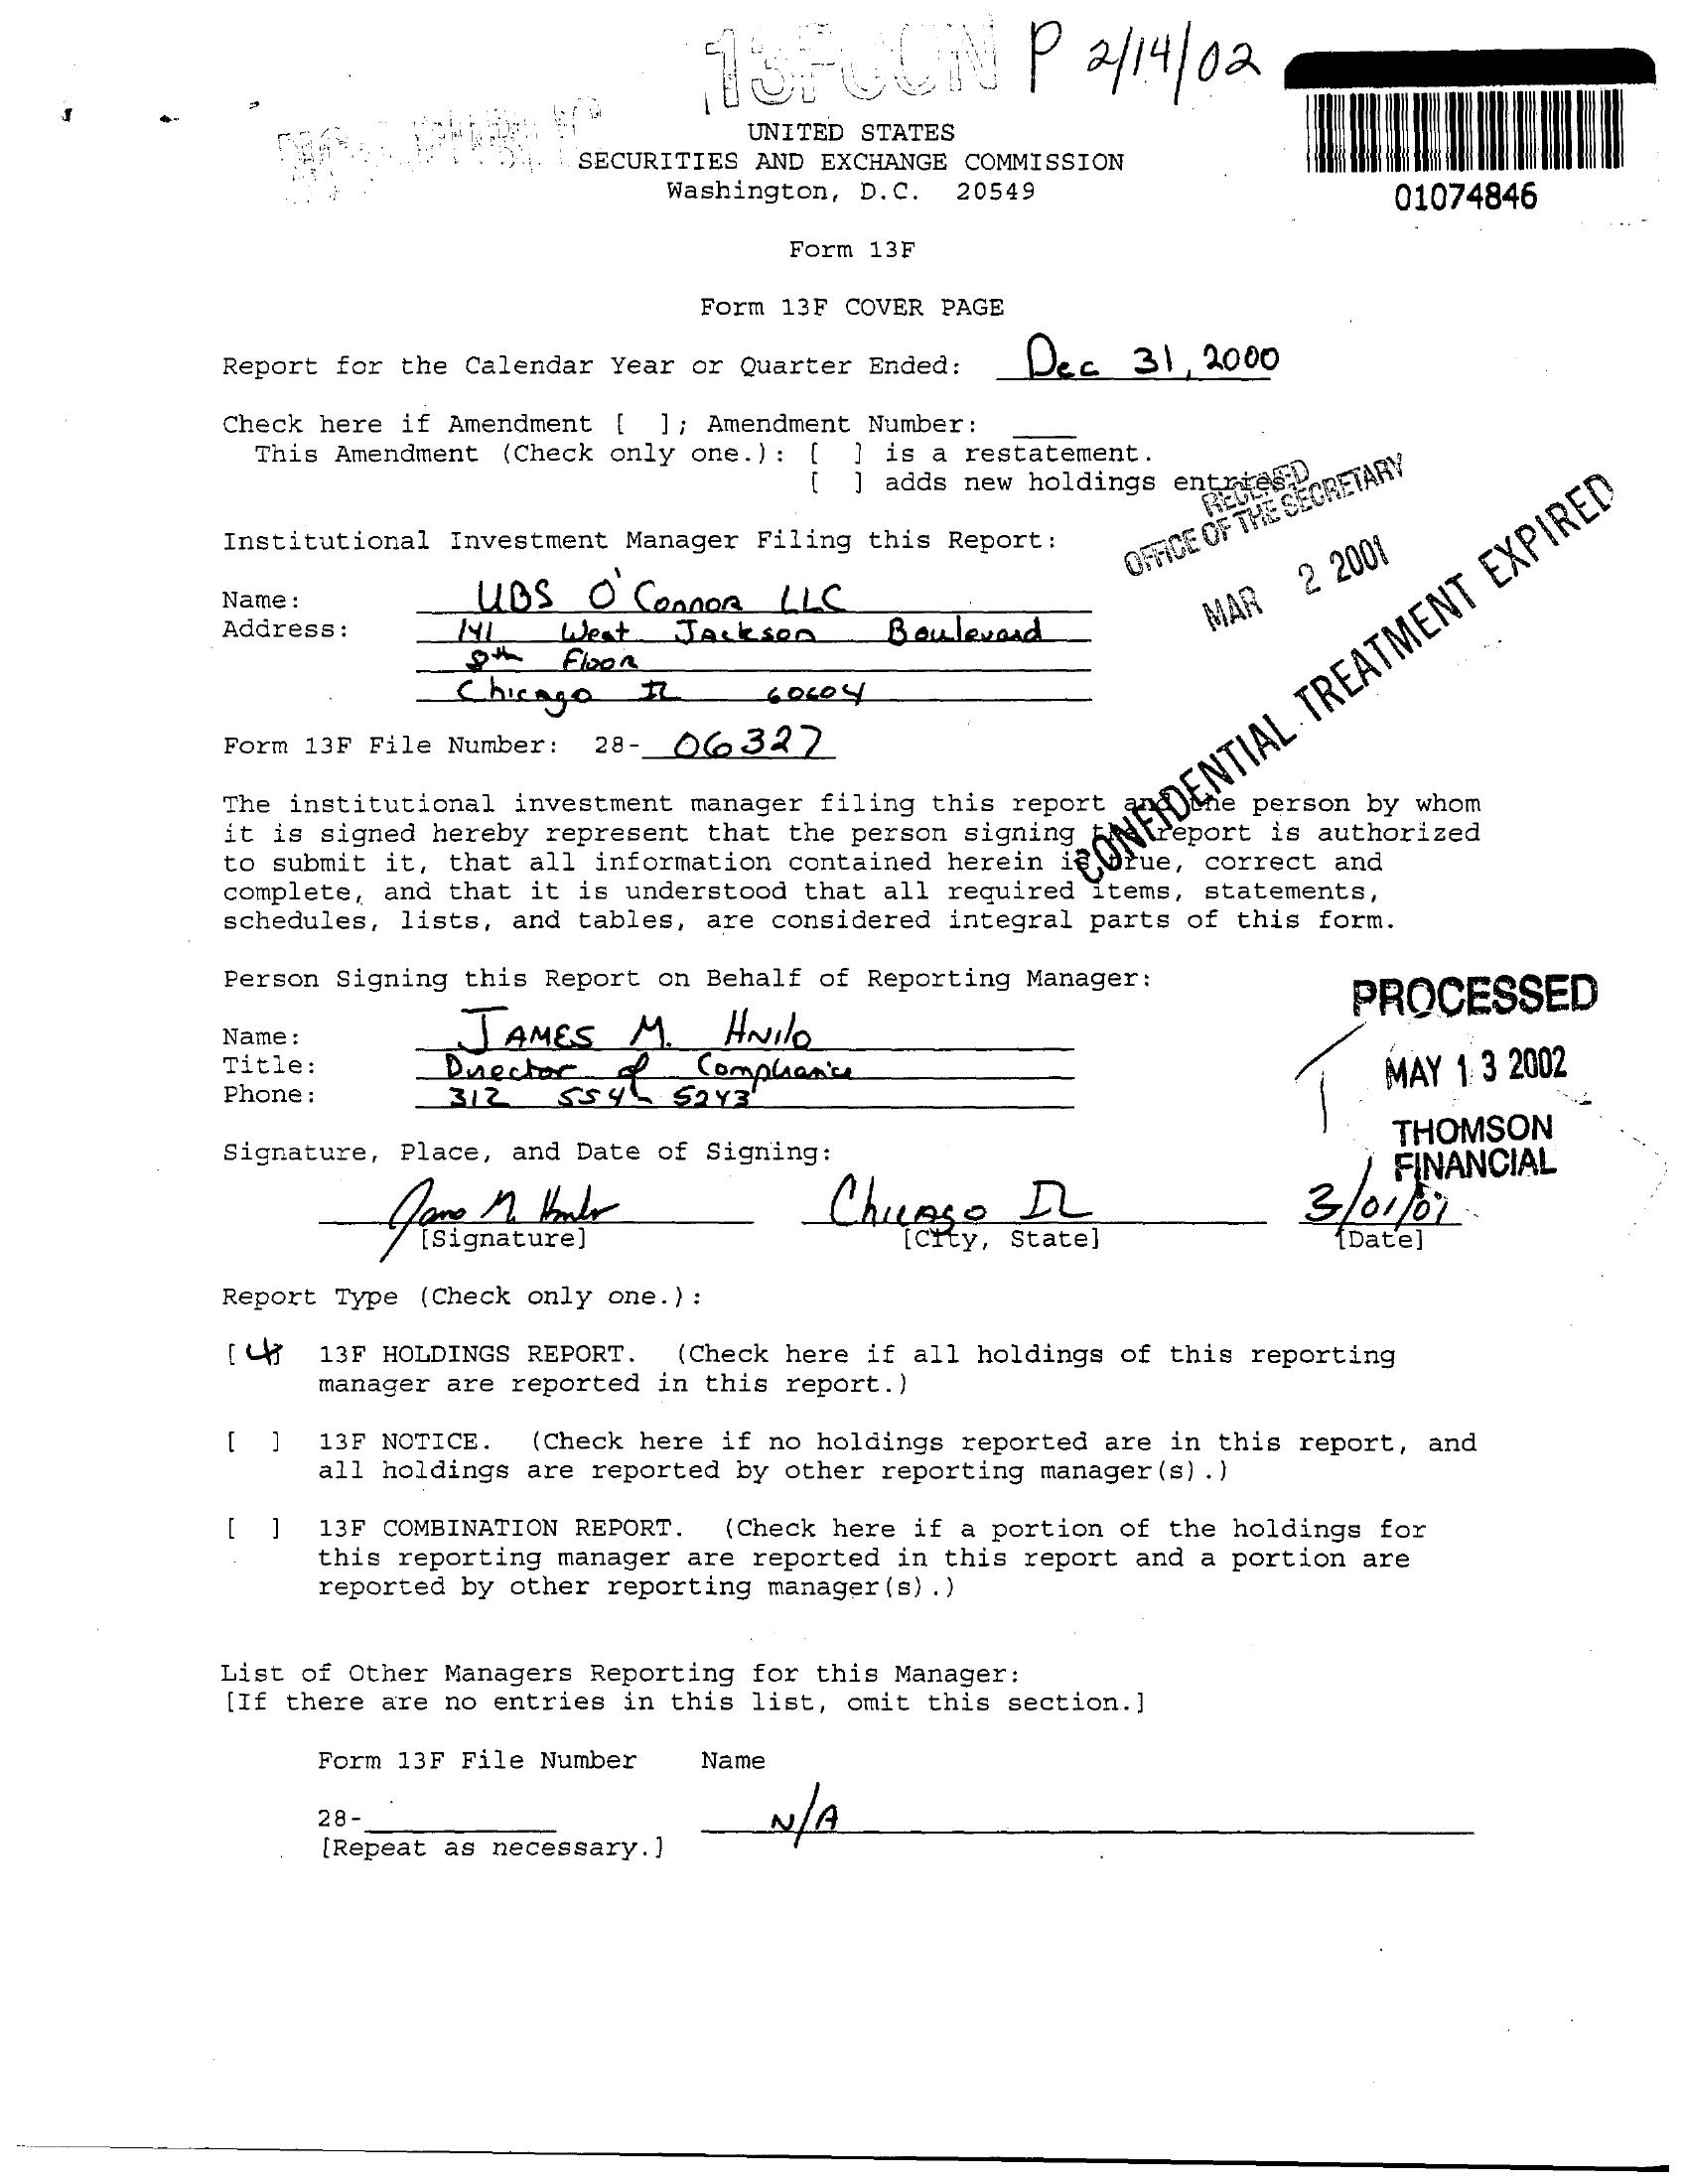 13FCON P 2/14/02
UNITED STATES
SECURITIES AND EXCHANGE COMMISSION
Washington, D.C. 20549
01074846
Form 13F
Form 13F COVER PAGE
Report for the Calendar Year or Quarter Ended: Dec 31, 2000
Check here if Amendment [ ]; Amendment Number: ____
This Amendment (Check only one.): [ ] is a restatement.
[ ] adds new holdings entries.
RECEIVED
OFFICE OF THE SECRETARY
MAR 2 2001
CONFIDENTIAL TREATMENT EXPIRED
Institutional Investment Manager Filing this Report:
Name: UBS O'Connor LLC
Address: 141 West Jackson Boulevard
8th Floor
Chicago IL 60604
Form 13F File Number: 28- 06327
The institutional investment manager filing this report and the person by whom
it is signed hereby represent that the person signing the report is authorized
to submit it, that all information contained herein is true, correct and
complete, and that it is understood that all required items, statements,
schedules, lists, and tables, are considered integral parts of this form.
Person Signing this Report on Behalf of Reporting Manager:
Name: JAMES M. HNilo
Title: Director of Compliance
Phone: 312 554 5243
PROCESSED
MAY 13 2002
THOMSON
FINANCIAL
Signature, Place, and Date of Signing:
Chicago IL 3/01/01
[Signature] [City, State] [Date]
Report Type (Check only one.):
[ ] 13F HOLDINGS REPORT. (Check here if all holdings of this reporting
manager are reported in this report.)
[ ] 13F NOTICE. (Check here if no holdings reported are in this report, and
all holdings are reported by other reporting manager(s).)
[ ] 13F COMBINATION REPORT. (Check here if a portion of the holdings for
this reporting manager are reported in this report and a portion are
reported by other reporting manager(s).)
List of Other Managers Reporting for this Manager:
[If there are no entries in this list, omit this section.]
Form 13F File Number Name
28-____________ N/A
[Repeat as necessary.]